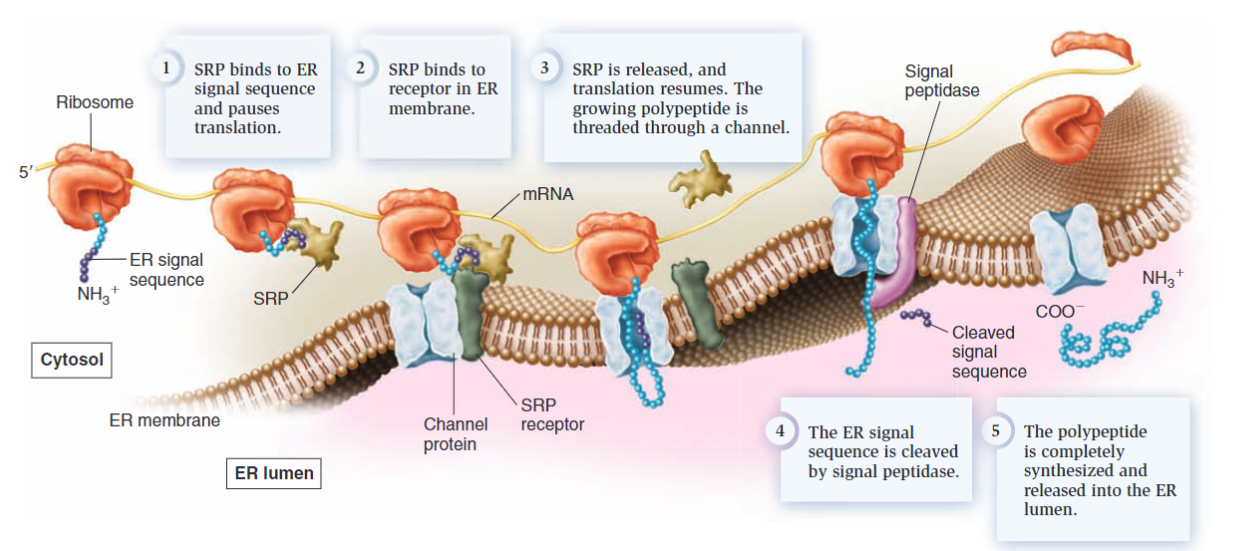 1 SRP binds to ER
signal sequence
and pauses
translation.
2 SRP binds to
receptor in ER
membrane.
3 SRP is released, and
translation resumes. The
growing polypeptide is
threaded through a channel.
Signal
peptidase
Ribosome
5′
mRNA
ER signal
sequence
NH3+
SRP
NH3+
COO−
Cleaved
signal
sequence
Cytosol
ER membrane
Channel
protein
SRP
receptor
ER lumen
4 The ER signal
sequence is cleaved
by signal peptidase.
5 The polypeptide
is completely
synthesized and
released into the ER
lumen.